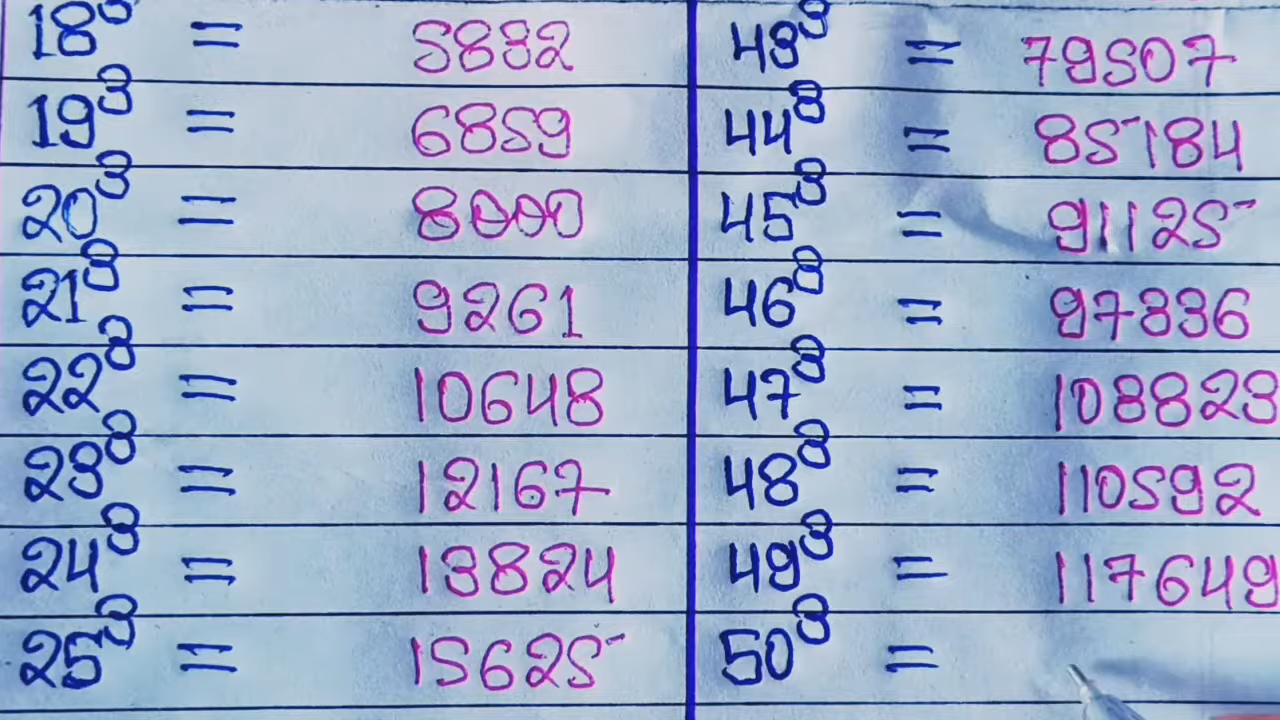 18³ = 5832 43³ = 79507
19³ = 6859 44³ = 85184
20³ = 8000 45³ = 91125
21³ = 9261 46³ = 97336
22³ = 10648 47³ = 103823
23³ = 12167 48³ = 110592
24³ = 13824 49³ = 117649
25³ = 15625 50³ =